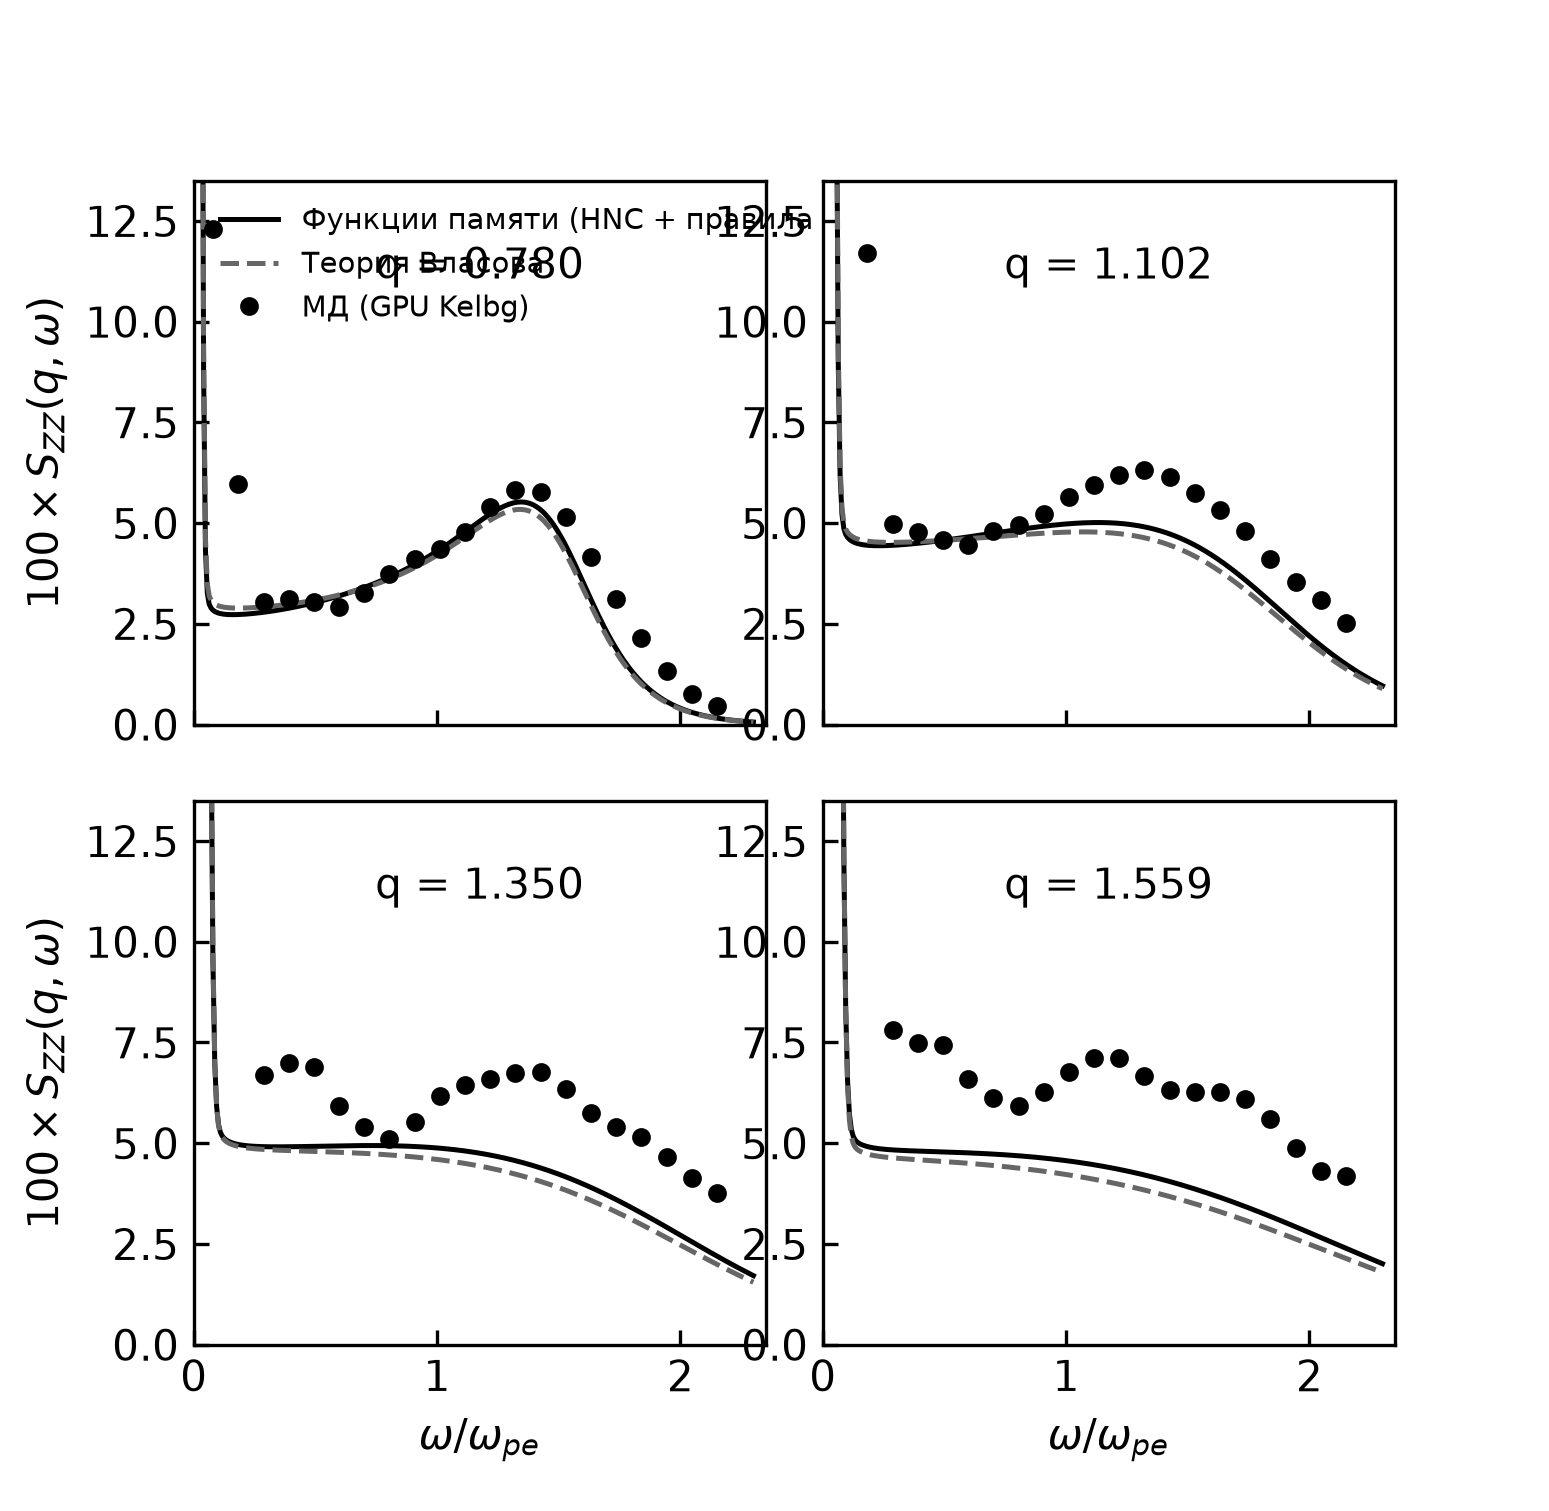 Функции памяти (HNC + правила
Теория Власова
МД (GPU Kelbg)
q = 0.780
12.5
10.0
7.5
5.0
2.5
0.0
100 × S_ZZ(q, ω)
q = 1.102
12.5
10.0
7.5
5.0
2.5
0.0
q = 1.350
12.5
10.0
7.5
5.0
2.5
0.0
100 × S_ZZ(q, ω)
0 1 2
ω/ω_pe
q = 1.559
12.5
10.0
7.5
5.0
2.5
0.0
0 1 2
ω/ω_pe